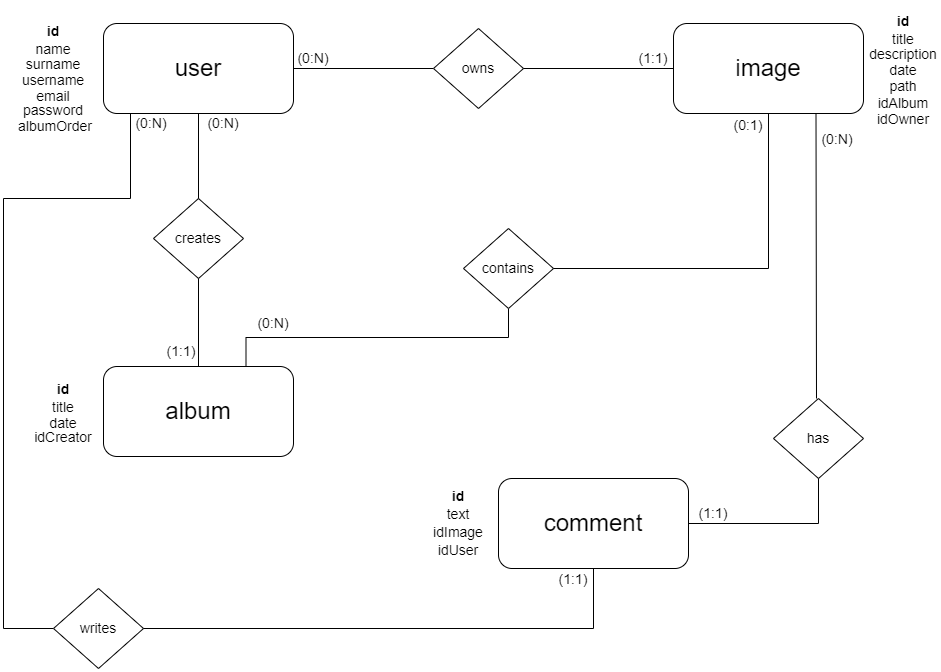 id
name
surname
username
email
password
albumOrder
user
(0:N)
owns
(1:1)
image
id
title
description
date
path
idAlbum
idOwner
(0:N)
(0:N)
(0:1)
(0:N)
creates
contains
(0:N)
(1:1)
id
title
date
idCreator
album
has
id
text
idImage
idUser
comment
(1:1)
(1:1)
writes